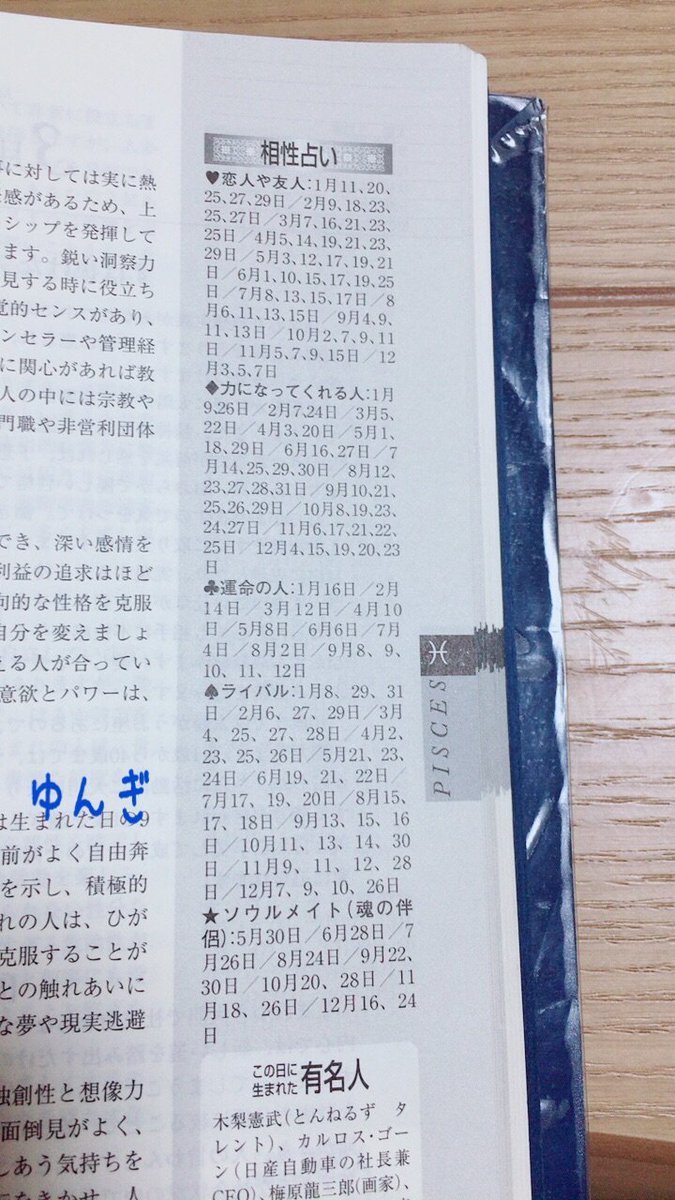 事に対しては実に熱
感があるため、上
シップを発揮して
ます。鋭い洞察力
見する時に役立ち
覚的センスがあり、
ンセラーや管理経
に関心があれば教
人の中には宗教や
門職や非営利団体
でき、深い感情を
利益の追求はほど
向的な性格を克服
自分を変えましょ
える人が合ってい
意欲とパワーは、
ゆんぎ
は生まれた日の9
前がよく自由奔
を示し、積極的
れの人は、ひが
克服することが
との触れあいに
な夢や現実逃避
独創性と想像力
面倒見がよく、
しあう気持ちを
にをきかせ、人
相性占い
♥恋人や友人:1月11、20、
25、27、29日/2月9、18、23、
25、27日/3月7、16、21、23、
25日/4月5、14、19、21、23、
29日/5月3、12、17、19、21
日/6月1、10、15、17、19、25
日/7月8、13、15、17日/8
月6、11、13、15日/9月4、9、
11、13日/10月2、7、9、11
日/11月5、7、9、15日/12
月3、5、7日
◆力になってくれる人:1月
9、26日/2月7、24日/3月5、
22日/4月3、20日/5月1、
18、29日/6月16、27日/7
月14、25、29、30日/8月12、
23、27、28、31日/9月10、21、
25、26、29日/10月8、19、23、
24、27日/11月6、17、21、22、
25日/12月4、15、19、20、23
日
♣運命の人:1月16日/2月
14日/3月12日/4月10
日/5月8日/6月6日/7月
4日/8月2日/9月8、9、
10、11、12日
♠ライバル:1月8、29、31
日/2月6、27、29日/3月
4、25、27、28日/4月2、
23、25、26日/5月21、23、
24日/6月19、21、22日/
7月17、19、20日/8月15、
17、18日/9月13、15、16
日/10月11、13、14、30
日/11月9、11、12、28
日/12月7、9、10、26日
★ソウルメイト(魂の伴
侶):5月30日/6月28日/7
月26日/8月24日/9月22、
30日/10月20、28日/11
月18、26日/12月16、24
日
この日に
生まれた有名人
木梨憲武(とんねるず タ
レント)、カルロス・ゴー
ン(日産自動車の社長兼
CEO)、梅原龍三郎(画家)、
♓
PISCES